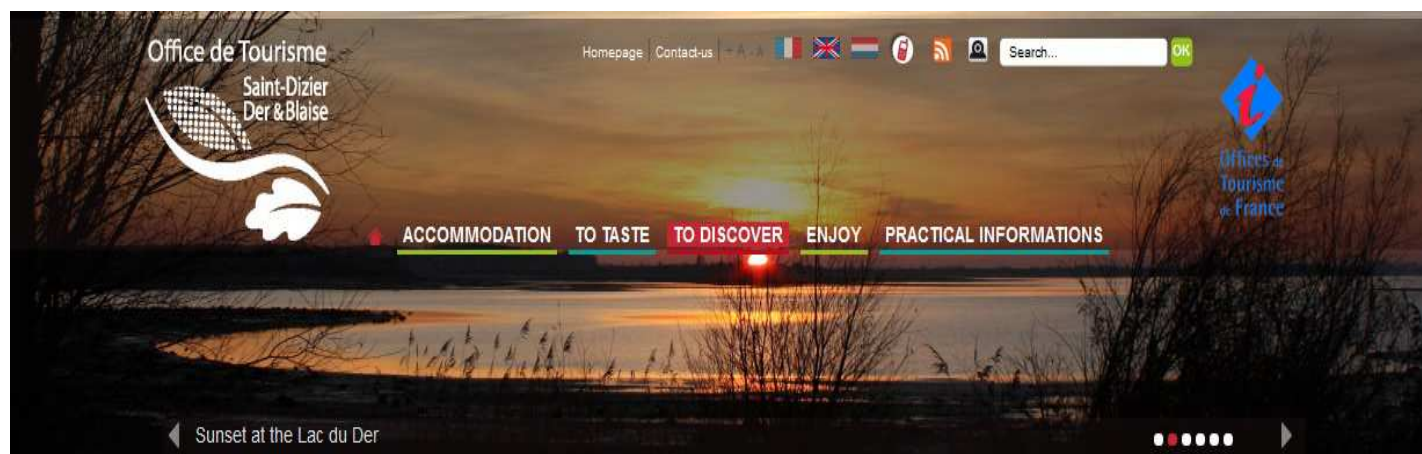 Office de Tourisme
Saint-Dizier
Der & Blaise
Homepage Contact-us + A - A
Search... OK
Offices de
Tourisme
de France
ACCOMMODATION TO TASTE TO DISCOVER ENJOY PRACTICAL INFORMATIONS
Sunset at the Lac du Der